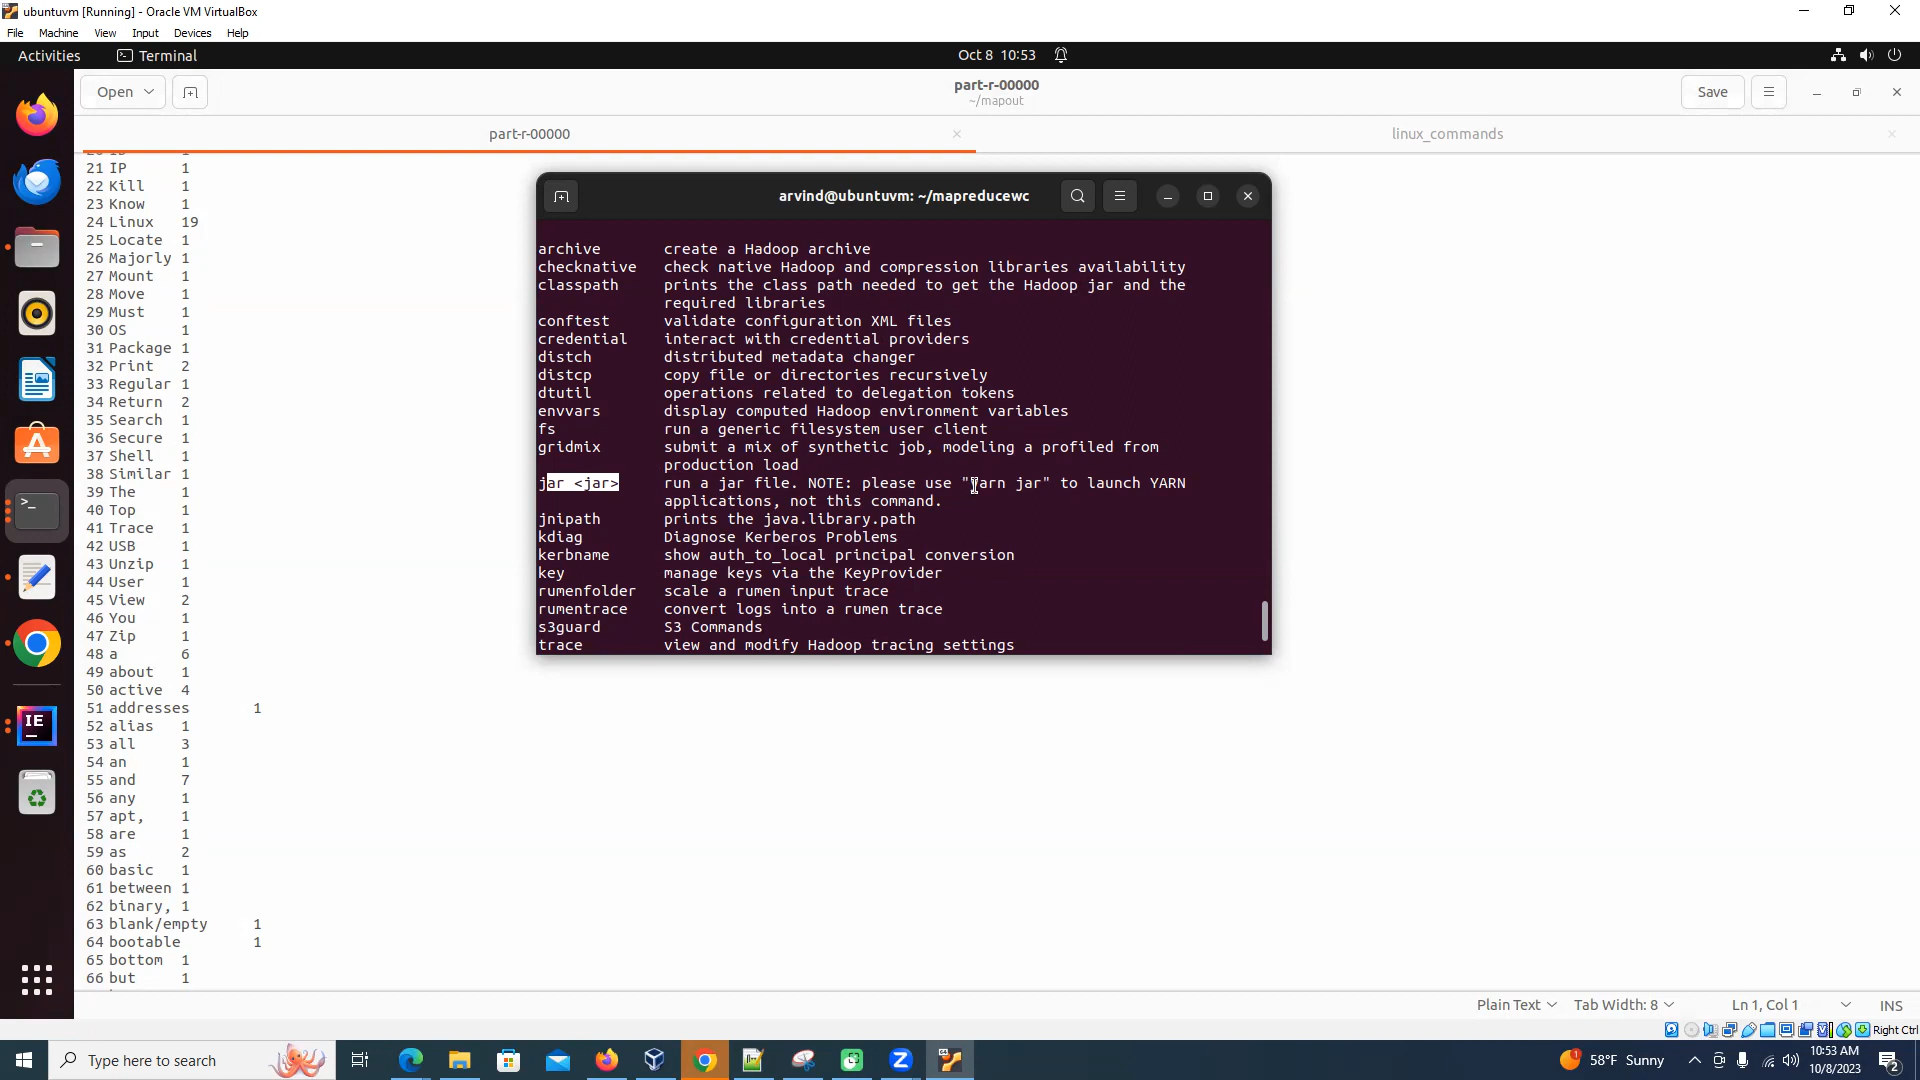 ubuntuvm [Running] - Oracle VM VirtualBox
File Machine View Input Devices Help
Activities Terminal Oct 8 10:53
Open part-r-00000 Save
~/mapout
part-r-00000 linux_commands
21 IP 1
22 Kill 1
23 Know 1
24 Linux 19
25 Locate 1
26 Majorly 1
27 Mount 1
28 Move 1
29 Must 1
30 OS 1
31 Package 1
32 Print 2
33 Regular 1
34 Return 2
35 Search 1
36 Secure 1
37 Shell 1
38 Similar 1
39 The 1
40 Top 1
41 Trace 1
42 USB 1
43 Unzip 1
44 User 1
45 View 2
46 You 1
47 Zip 1
48 a 6
49 about 1
50 active 4
51 addresses 1
52 alias 1
53 all 3
54 an 1
55 and 7
56 any 1
57 apt, 1
58 are 1
59 as 2
60 basic 1
61 between 1
62 binary, 1
63 blank/empty 1
64 bootable 1
65 bottom 1
66 but 1
arvind@ubuntuvm: ~/mapreducewc
archive create a Hadoop archive
checknative check native Hadoop and compression libraries availability
classpath prints the class path needed to get the Hadoop jar and the
required libraries
conftest validate configuration XML files
credential interact with credential providers
distch distributed metadata changer
distcp copy file or directories recursively
dtutil operations related to delegation tokens
envvars display computed Hadoop environment variables
fs run a generic filesystem user client
gridmix submit a mix of synthetic job, modeling a profiled from
production load
jar <jar> run a jar file. NOTE: please use "yarn jar" to launch YARN
applications, not this command.
jnipath prints the java.library.path
kdiag Diagnose Kerberos Problems
kerbname show auth_to_local principal conversion
key manage keys via the KeyProvider
rumenfolder scale a rumen input trace
rumentrace convert logs into a rumen trace
s3guard S3 Commands
trace view and modify Hadoop tracing settings
IE
Plain Text Tab Width: 8 Ln 1, Col 1 INS
Right Ctrl
Type here to search
1 58°F Sunny
10:53 AM
10/8/2023
2